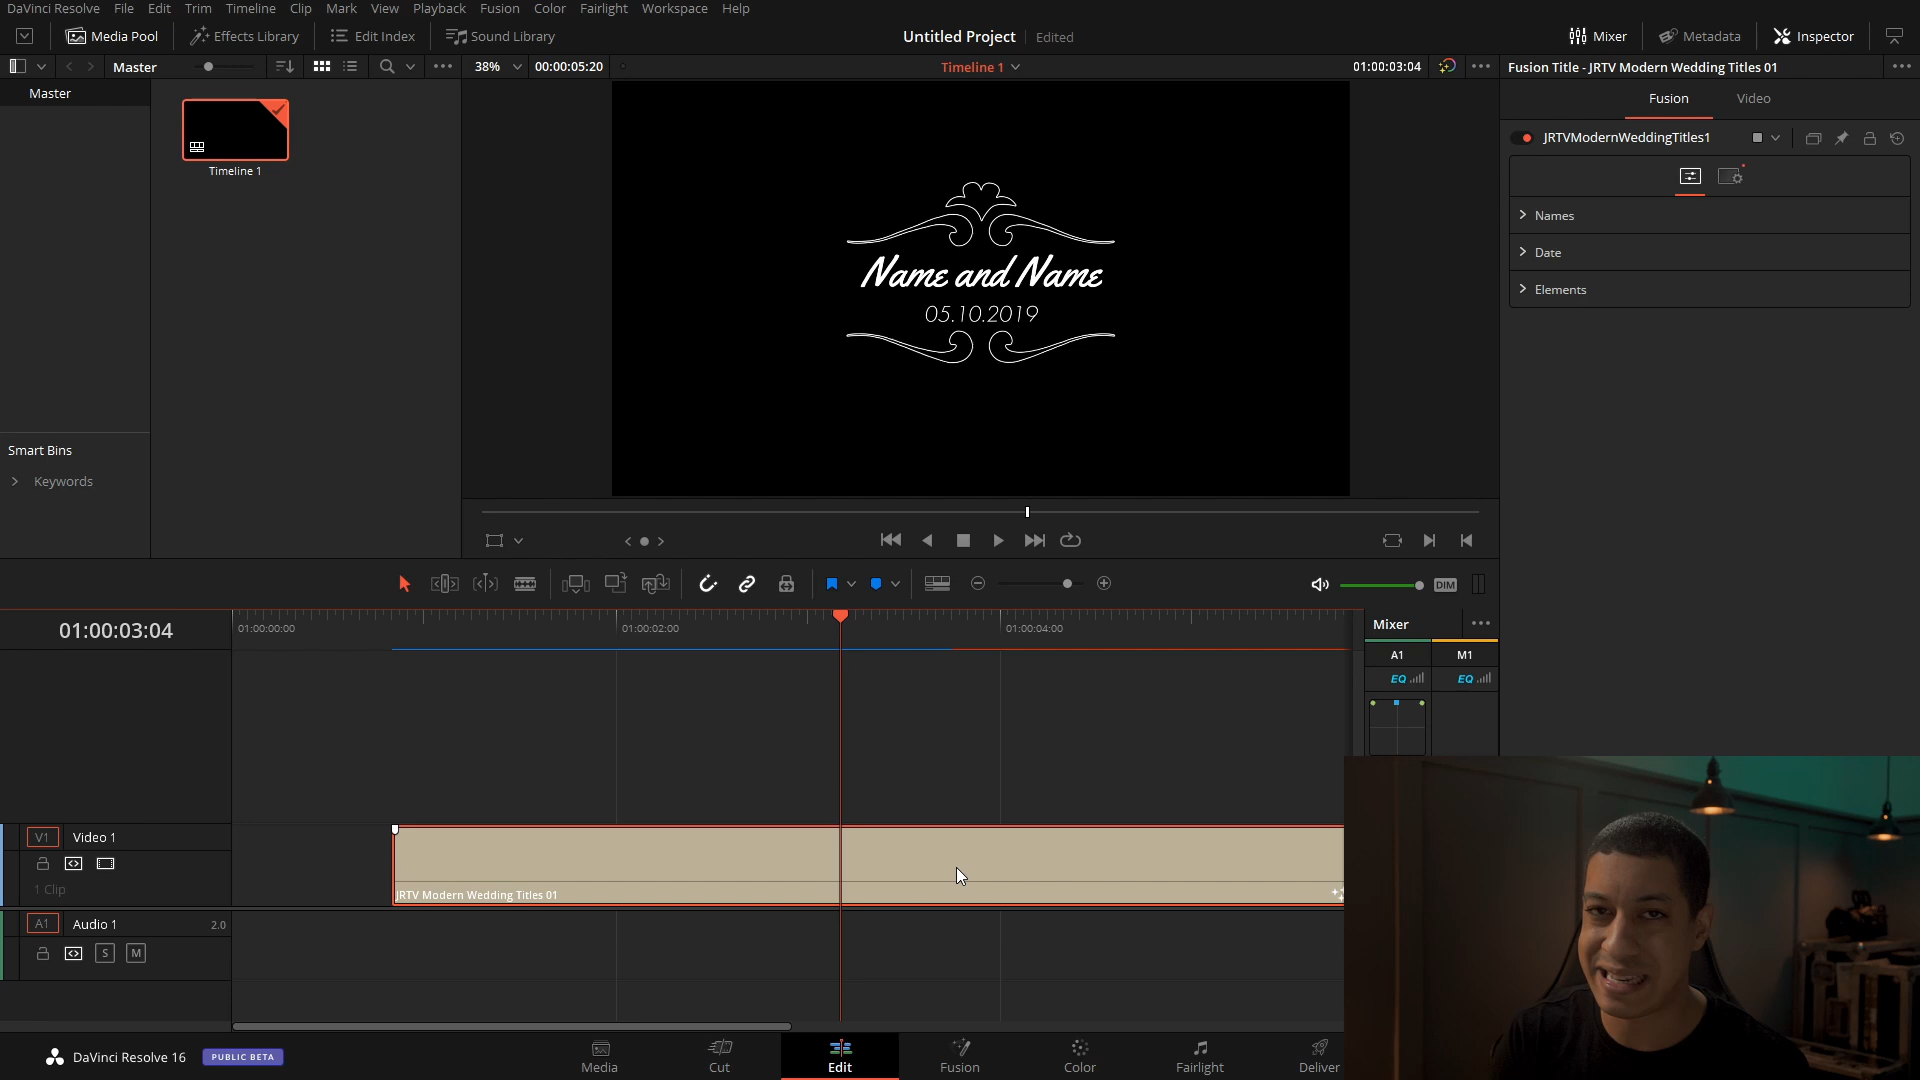 DaVinci Resolve File Edit Trim Timeline Clip Mark View Playback Fusion Color Fairlight Workspace Help
Media Pool Effects Library Edit Index Sound Library Untitled Project Edited Mixer Metadata Inspector
Master 38% 00:00:05:20 Timeline 1 01:00:03:04 Fusion Title - JRTV Modern Wedding Titles 01
Master
Fusion Video
JRTVModernWeddingTitles1
Timeline 1
Names
Date
Elements
Name and Name
05.10.2019
Smart Bins
Keywords
DIM
01:00:03:04 01:00:00:00 01:00:02:00 01:00:04:00
Mixer
A1 M1
EQ EQ
V1 Video 1
1 Clip
JRTV Modern Wedding Titles 01
A1 Audio 1 2.0
S M
DaVinci Resolve 16 PUBLIC BETA
Media Cut Edit Fusion Color Fairlight Deliver